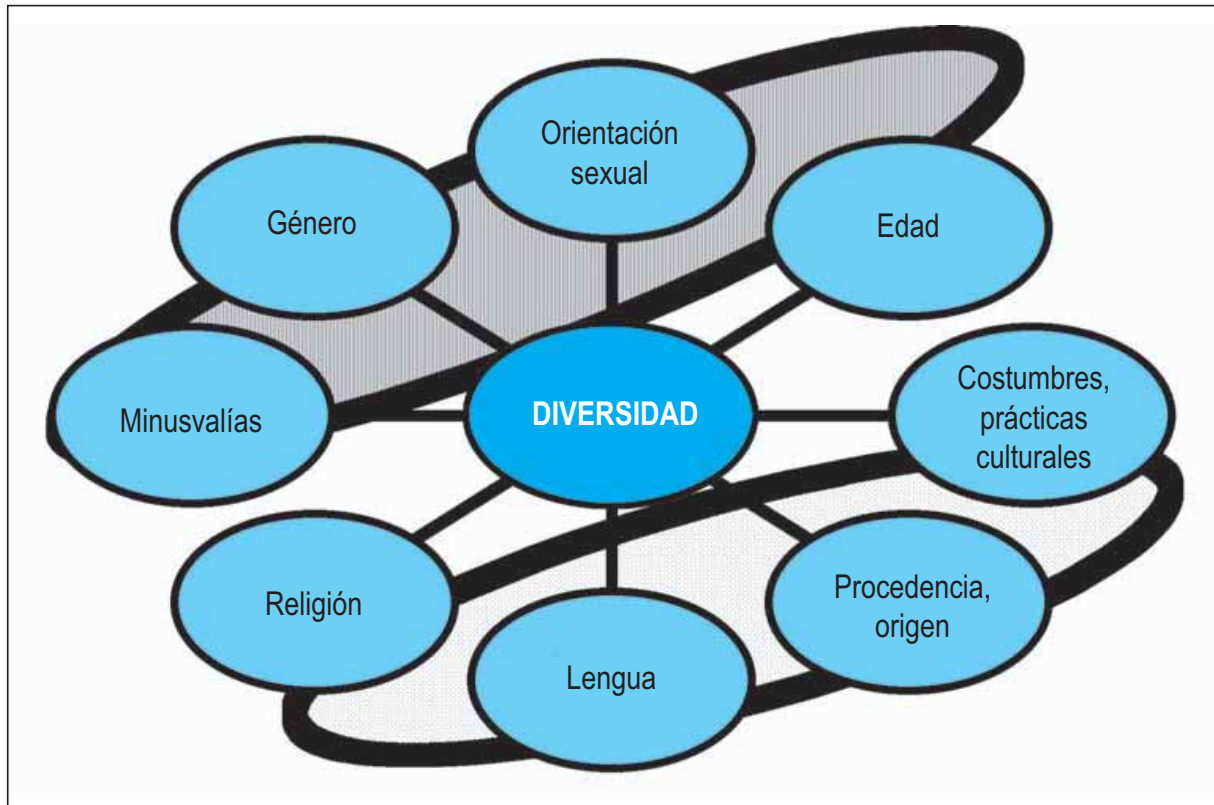 Orientación
sexual
Género
Edad
Minusvalías
DIVERSIDAD
Costumbres,
prácticas
culturales
Religión
Procedencia,
origen
Lengua